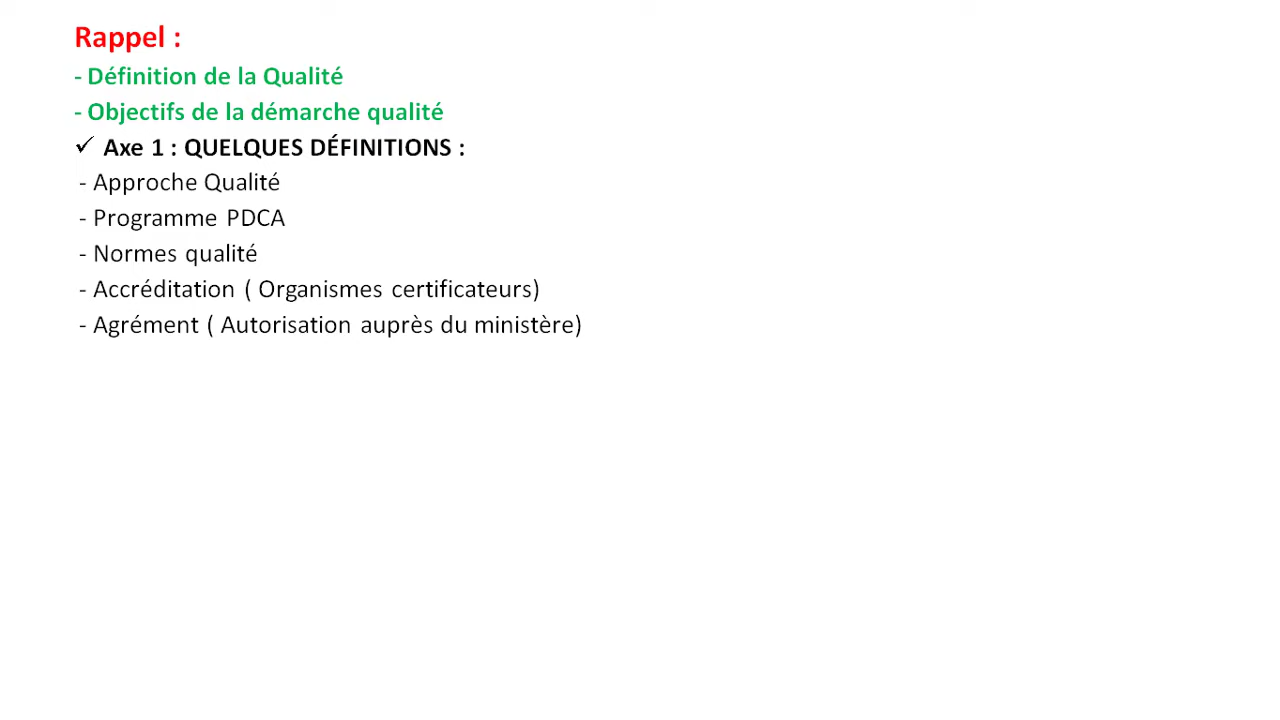 Rappel :
- Définition de la Qualité
- Objectifs de la démarche qualité
✓ Axe 1 : QUELQUES DÉFINITIONS :
- Approche Qualité
- Programme PDCA
- Normes qualité
- Accréditation ( Organismes certificateurs)
- Agrément ( Autorisation auprès du ministère)